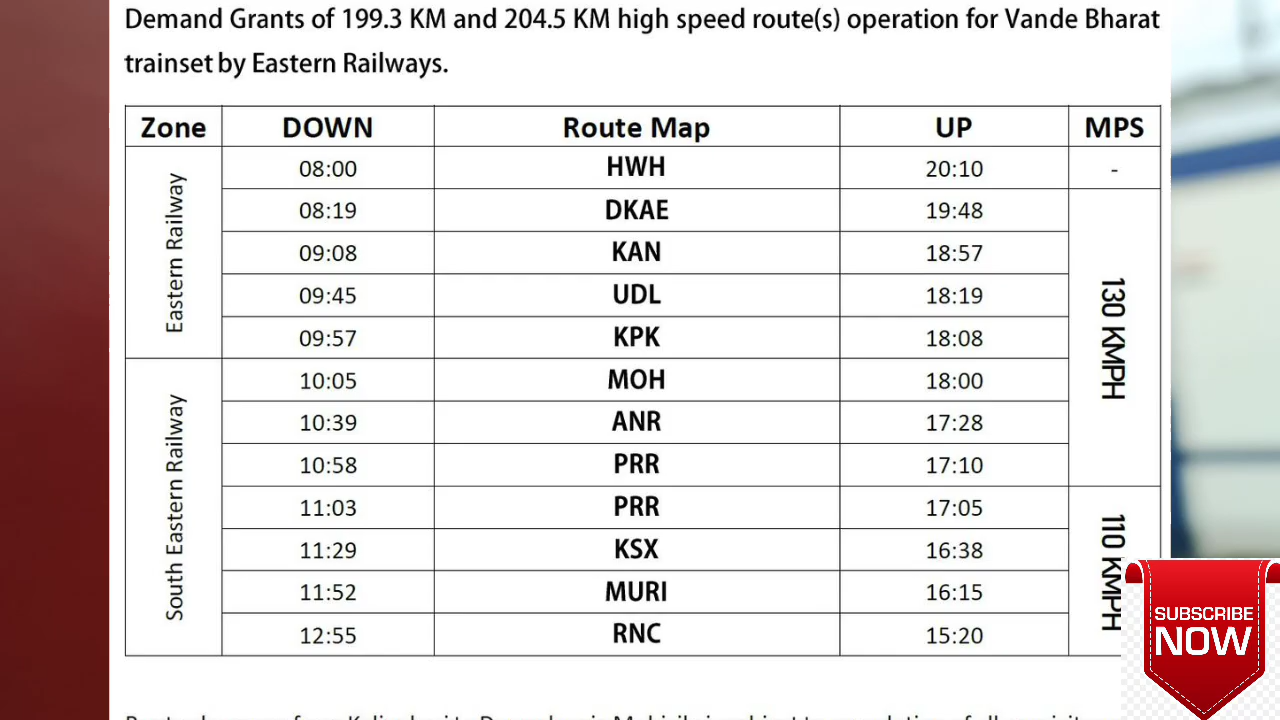 Demand Grants of 199.3 KM and 204.5 KM high speed route(s) operation for Vande Bharat
trainset by Eastern Railways.
Zone DOWN Route Map UP MPS
Eastern Railway
08:00 HWH 20:10 -
08:19 DKAE 19:48
09:08 KAN 18:57
09:45 UDL 18:19
09:57 KPK 18:08
130 KMPH
South Eastern Railway
10:05 MOH 18:00
10:39 ANR 17:28
10:58 PRR 17:10
11:03 PRR 17:05
11:29 KSX 16:38
11:52 MURI 16:15
12:55 RNC 15:20
110 KMPH
SUBSCRIBE
NOW